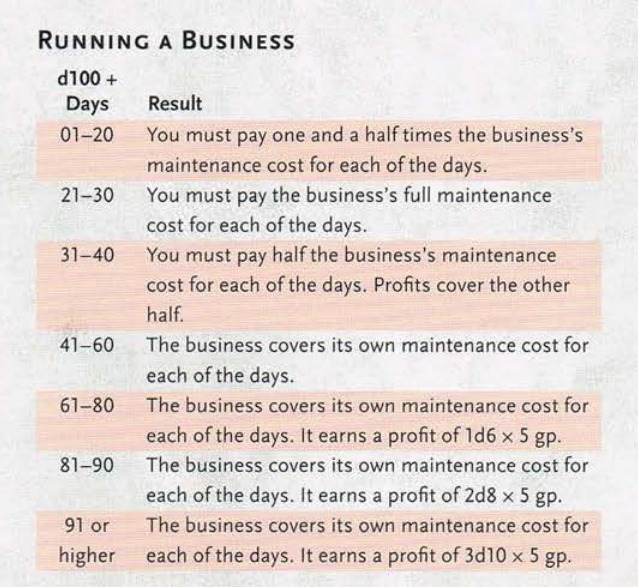 RUNNING A BUSINESS
d100 +
Days Result
01–20 You must pay one and a half times the business's
maintenance cost for each of the days.
21–30 You must pay the business's full maintenance
cost for each of the days.
31–40 You must pay half the business's maintenance
cost for each of the days. Profits cover the other
half.
41–60 The business covers its own maintenance cost for
each of the days.
61–80 The business covers its own maintenance cost for
each of the days. It earns a profit of 1d6 × 5 gp.
81–90 The business covers its own maintenance cost for
each of the days. It earns a profit of 2d8 × 5 gp.
91 or The business covers its own maintenance cost for
higher each of the days. It earns a profit of 3d10 × 5 gp.